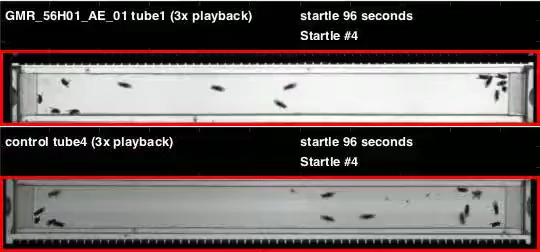 GMR_56H01_AE_01 tube1 (3x playback) startle 96 seconds
Startle #4
control tube4 (3x playback) startle 96 seconds
Startle #4